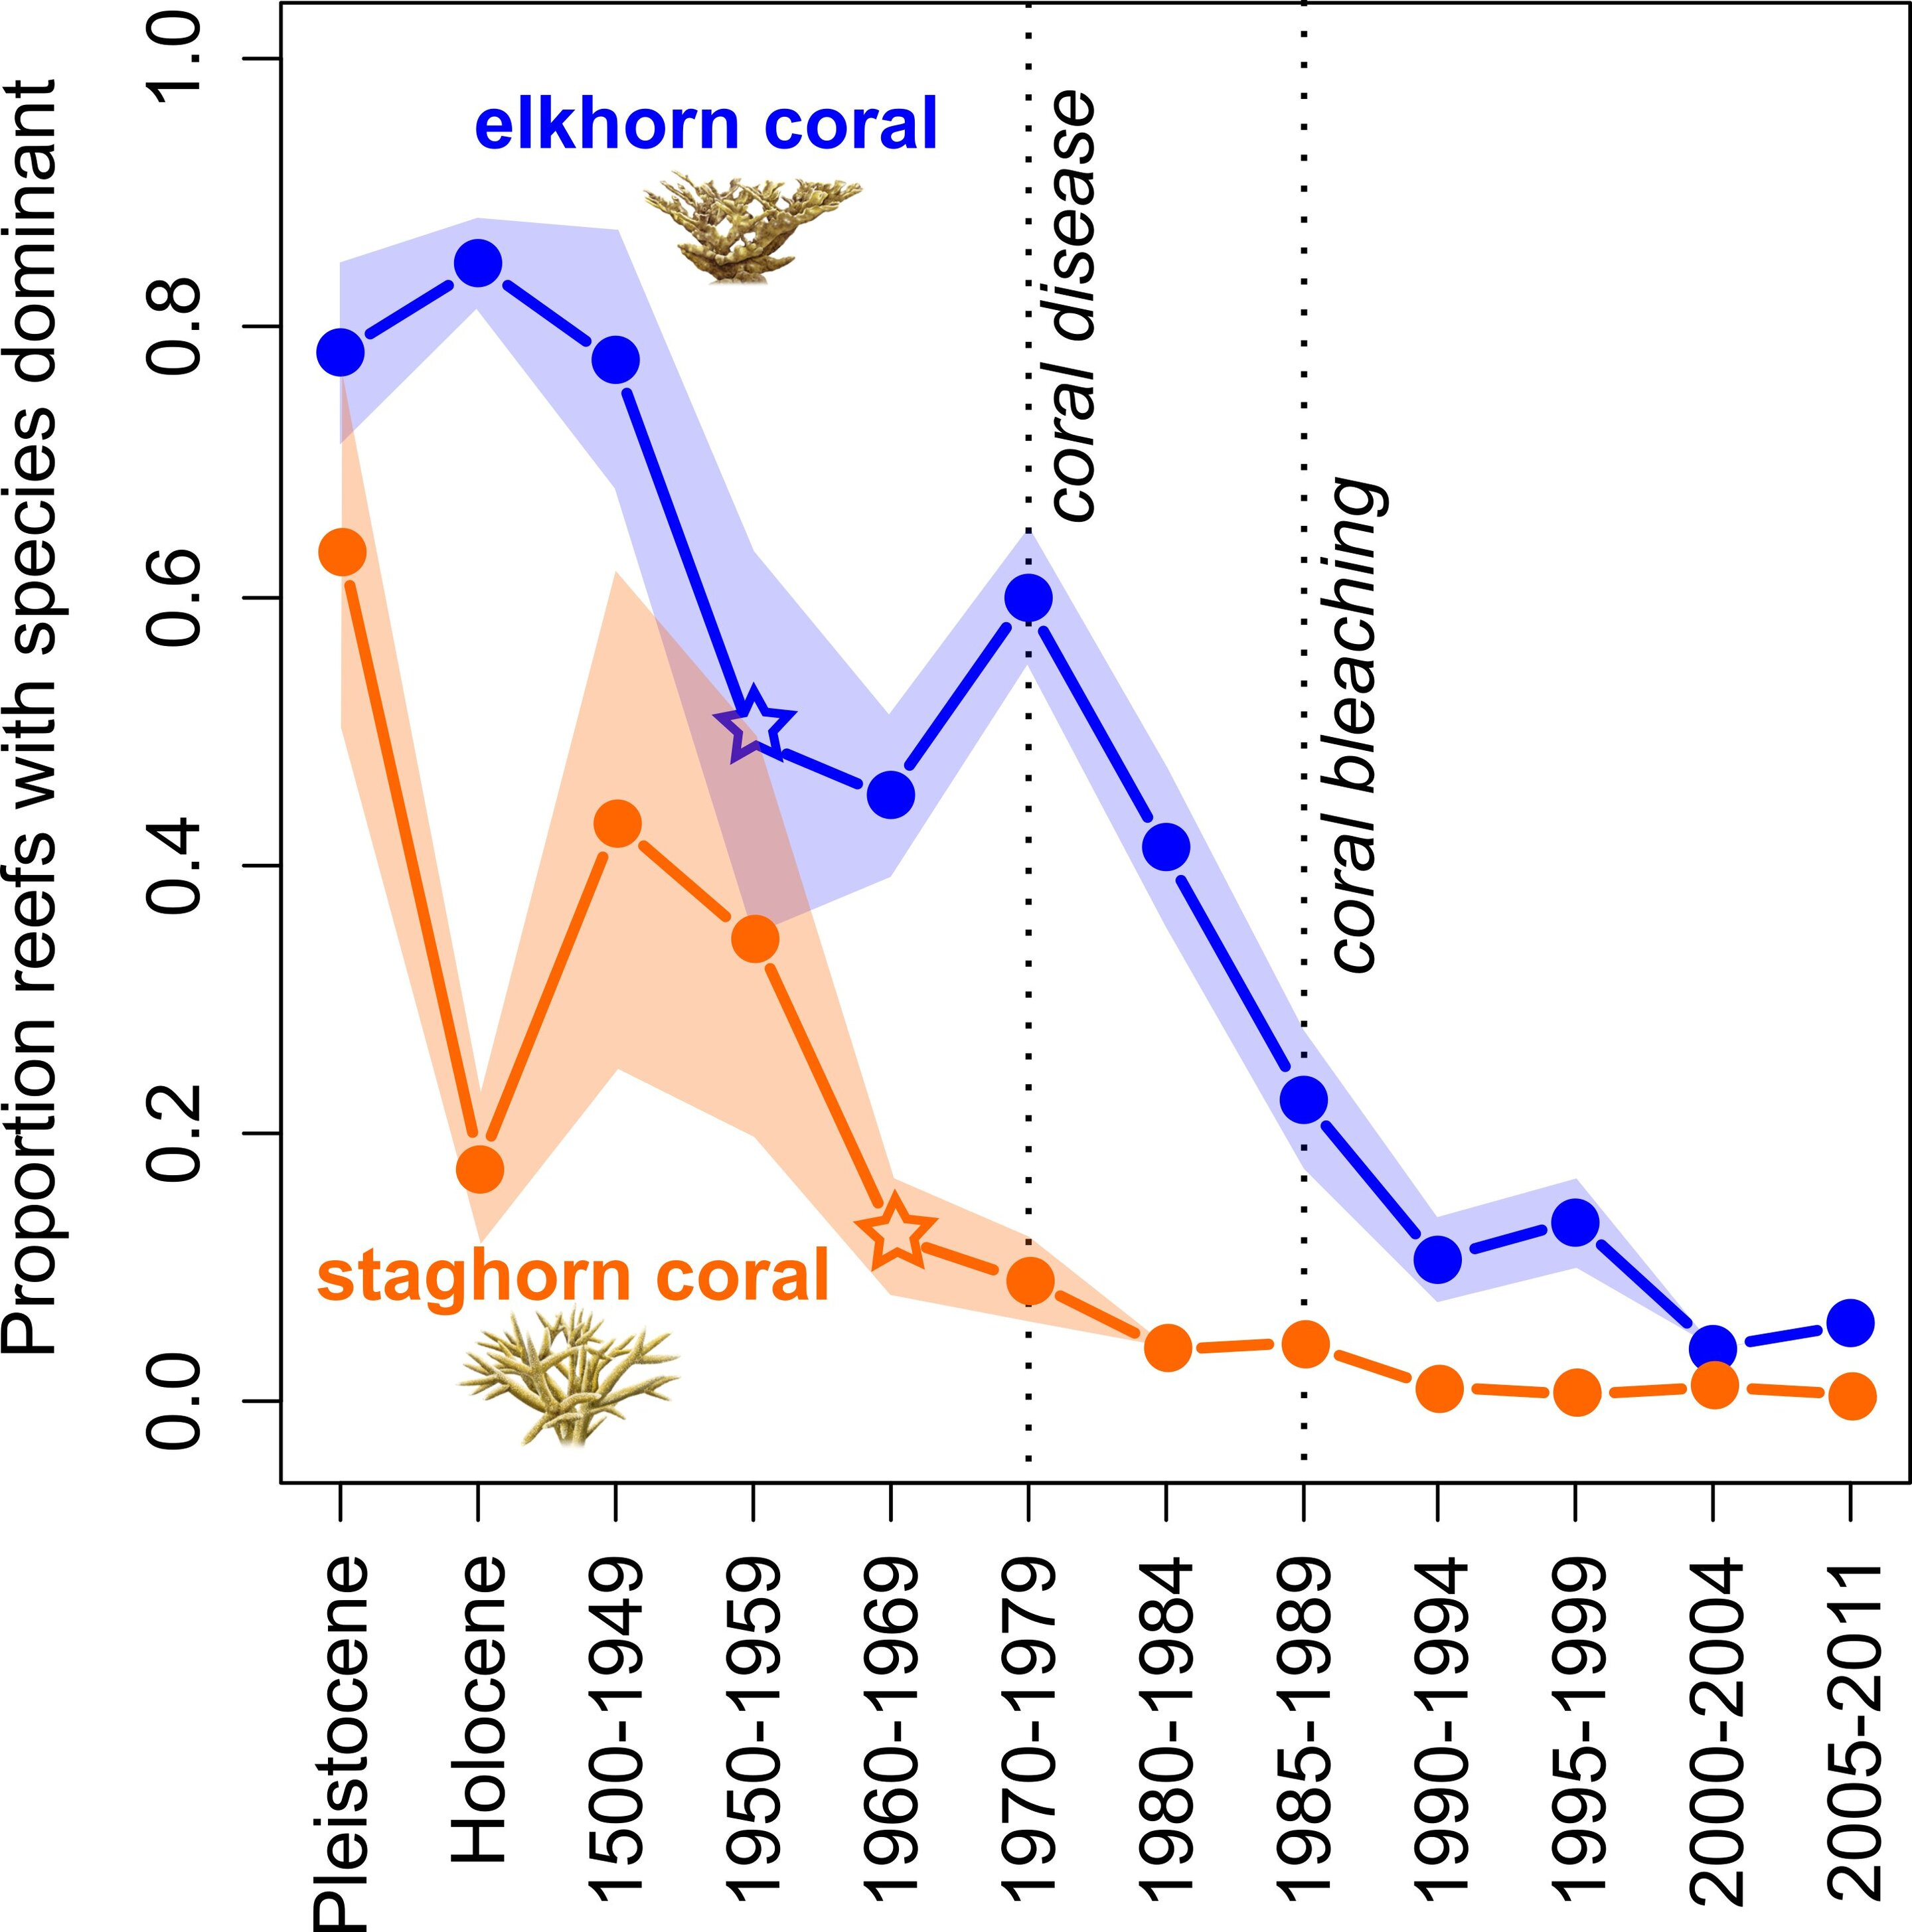 Proportion reefs with species dominant
1.0
0.8
0.6
0.4
0.2
0.0
elkhorn coral
staghorn coral
coral disease
coral bleaching
Pleistocene
Holocene
1500-1949
1950-1959
1960-1969
1970-1979
1980-1984
1985-1989
1990-1994
1995-1999
2000-2004
2005-2011